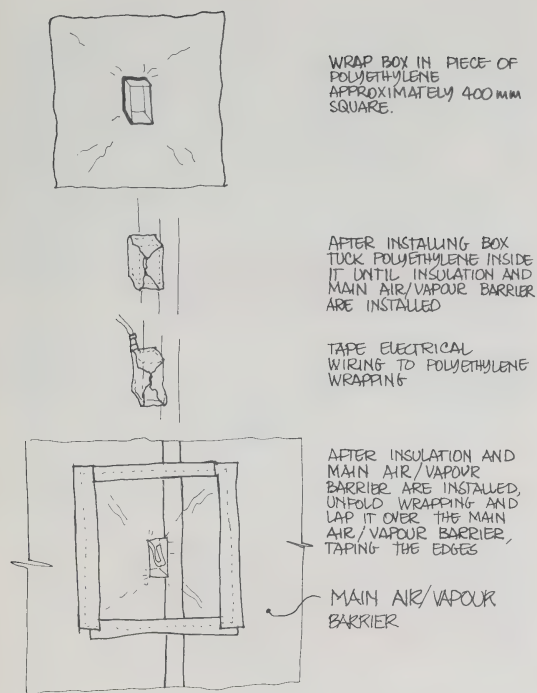 WRAP BOX IN PIECE OF
POLYETHYLENE
APPROXIMATELY 400 mm
SQUARE.
AFTER INSTALLING BOX
TUCK POLYETHYLENE INSIDE
IT UNTIL INSULATION AND
MAIN AIR/VAPOUR BARRIER
ARE INSTALLED
TAPE ELECTRICAL
WIRING TO POLYETHYLENE
WRAPPING
AFTER INSULATION AND
MAIN AIR/VAPOUR
BARRIER ARE INSTALLED,
UNFOLD WRAPPING AND
LAP IT OVER THE MAIN
AIR/VAPOUR BARRIER,
TAPING THE EDGES
MAIN AIR/VAPOUR
BARRIER